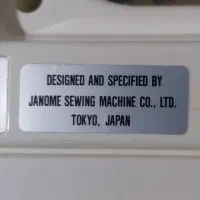 DESIGNED AND SPECIFIED BY
JANOME SEWING MACHINE CO., LTD.
TOKYO, JAPAN